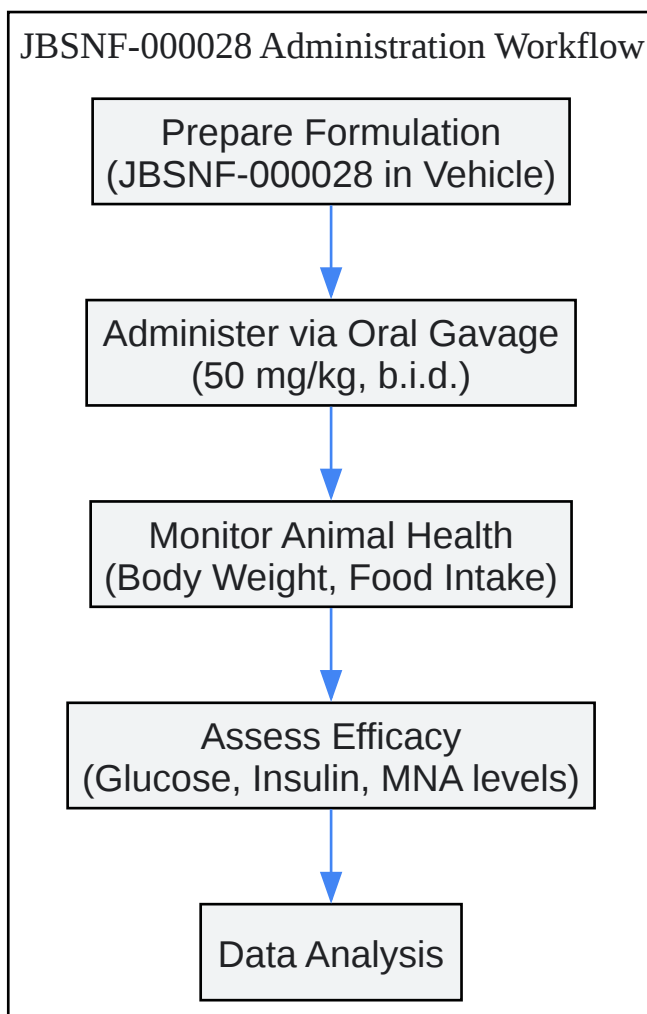 JBSNF-000028 Administration Workflow
Prepare Formulation
(JBSNF-000028 in Vehicle)
Administer via Oral Gavage
(50 mg/kg, b.i.d.)
Monitor Animal Health
(Body Weight, Food Intake)
Assess Efficacy
(Glucose, Insulin, MNA levels)
Data Analysis